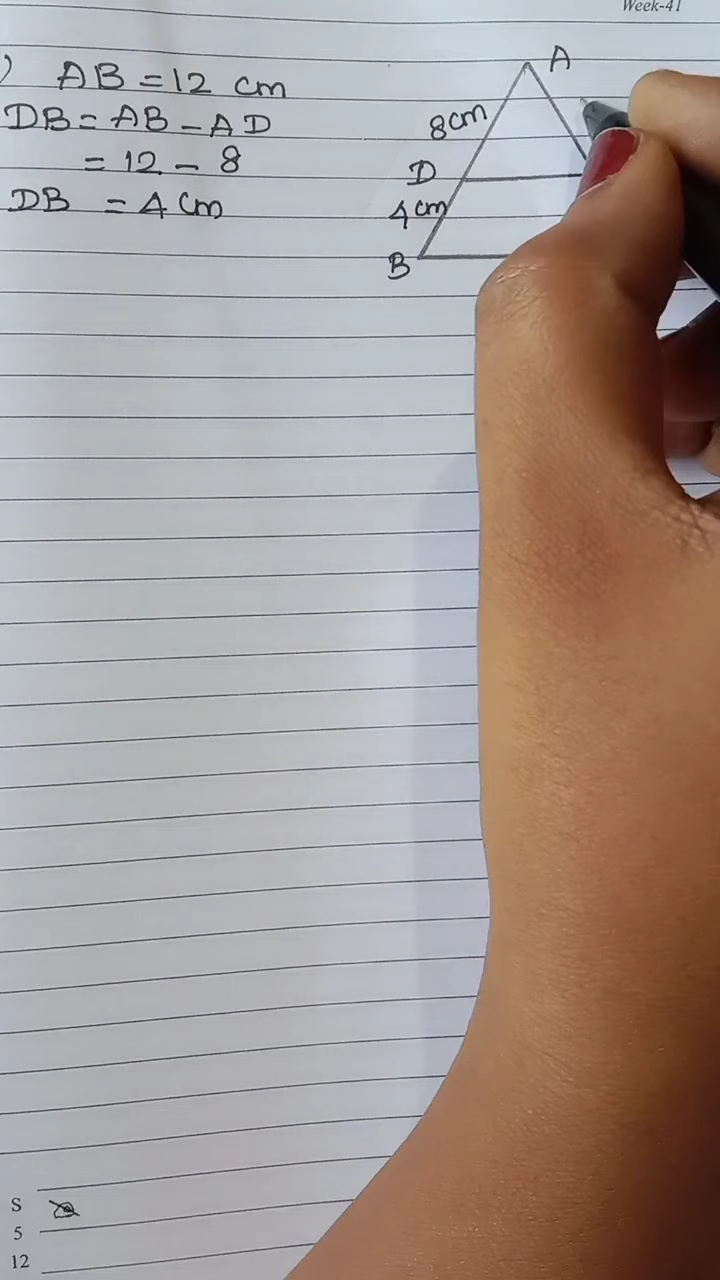 Week-41
) AB = 12 cm
DB = AB - AD
= 12 - 8
DB = 4 cm
A
8cm
D
4cm
B
S
5
12